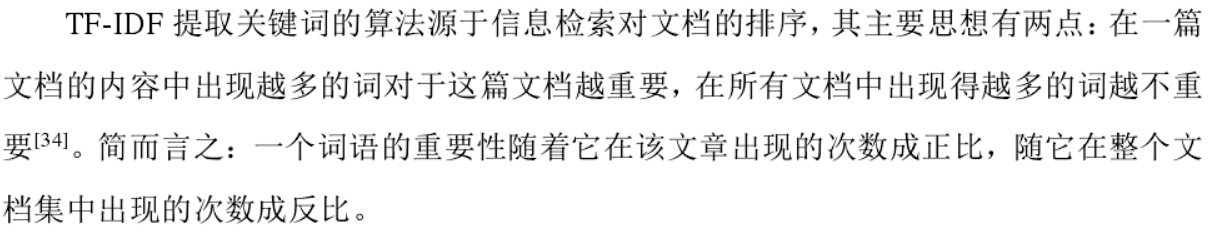 TF-IDF 提取关键词的算法源于信息检索对文档的排序，其主要思想有两点：在一篇
文档的内容中出现越多的词对于这篇文档越重要，在所有文档中出现得越多的词越不重
要[34]。简而言之：一个词语的重要性随着它在该文章出现的次数成正比，随它在整个文
档集中出现的次数成反比。